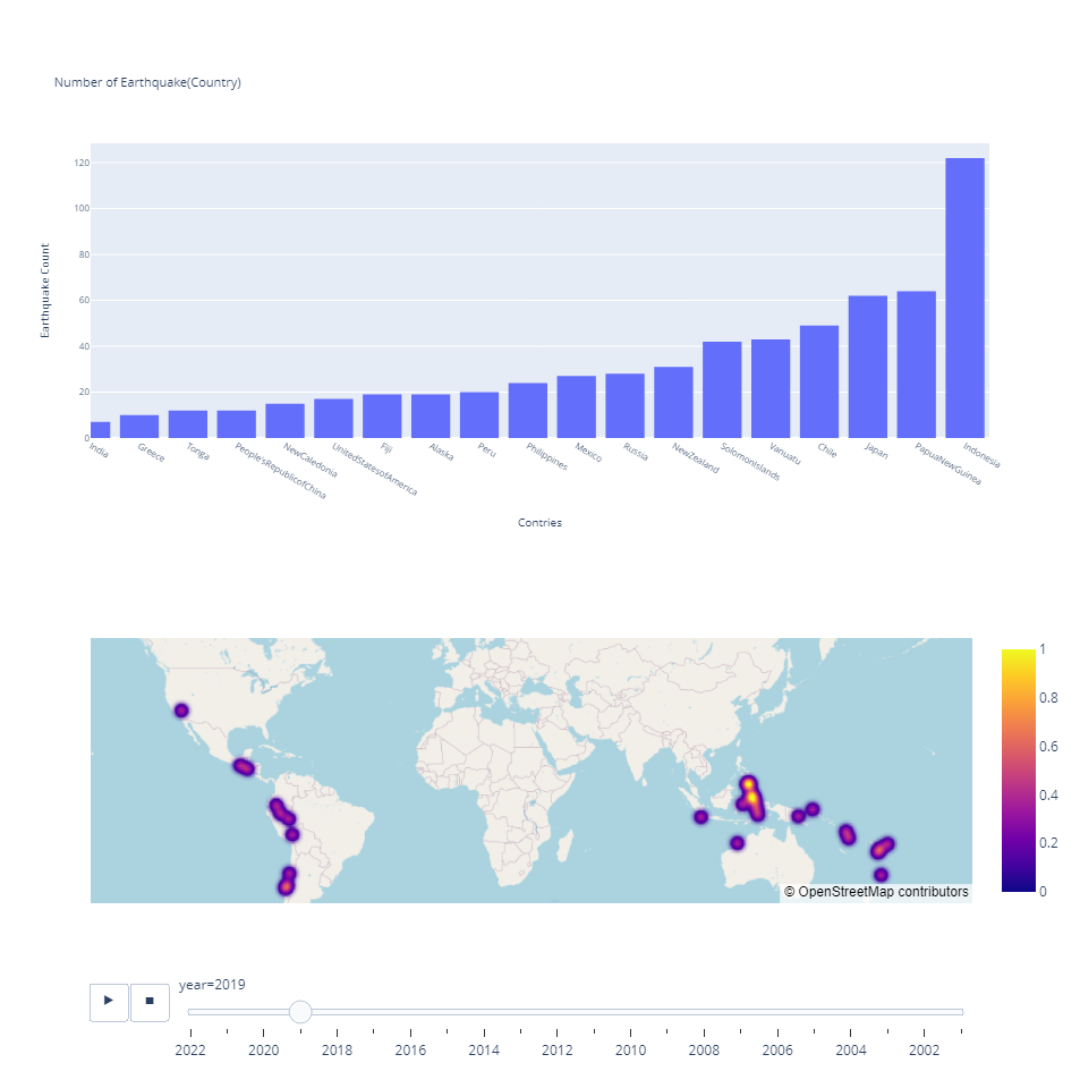 Number of Earthquake(Country)
120
100
80
60
40
20
0
Earthquake Count
India
Greece
Tonga
People'sRepublicofChina
NewCaledonia
UnitedStatesofAmerica
Fiji
Alaska
Peru
Philippines
Mexico
Russia
NewZealand
SolomonIslands
Vanuatu
Chile
Japan
PapuaNewGuinea
Indonesia
Contries
1
0.8
0.6
0.4
0.2
0
© OpenStreetMap contributors
year=2019
2022 2020 2018 2016 2014 2012 2010 2008 2006 2004 2002